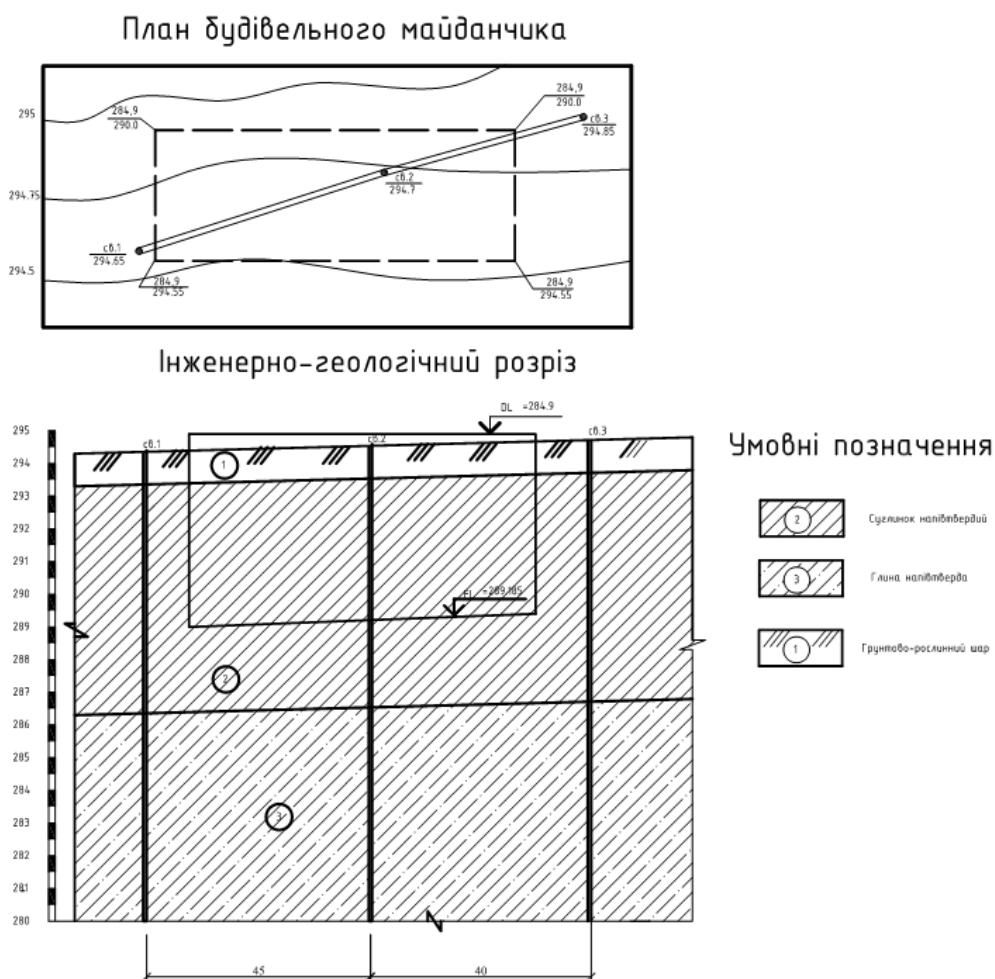 План будівельного майданчика
295
284,9
290.0
284,9
290.0
св.3
294.85
св.2
294.7
294.75
св.1
294.65
294.5
284,9
294.55
284,9
294.55
Інженерно-геологічний розріз
DL =284.9
295
св.1
св.2
св.3
Умовні позначення
294
1
293
292
2
Суглинок напівтвердий
291
290
FL =289.185
3
Глина напівтверда
289
288
1
Грунтово-рослинний шар
287
2
286
285
284
283
3
282
281
280
45
40